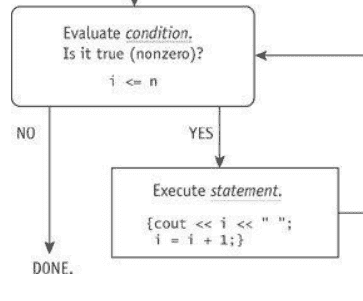 Evaluate condition.
Is it true (nonzero)?
i <= n
NO
YES
Execute statement.
{cout << i << " ";
i = i + 1;}
DONE.